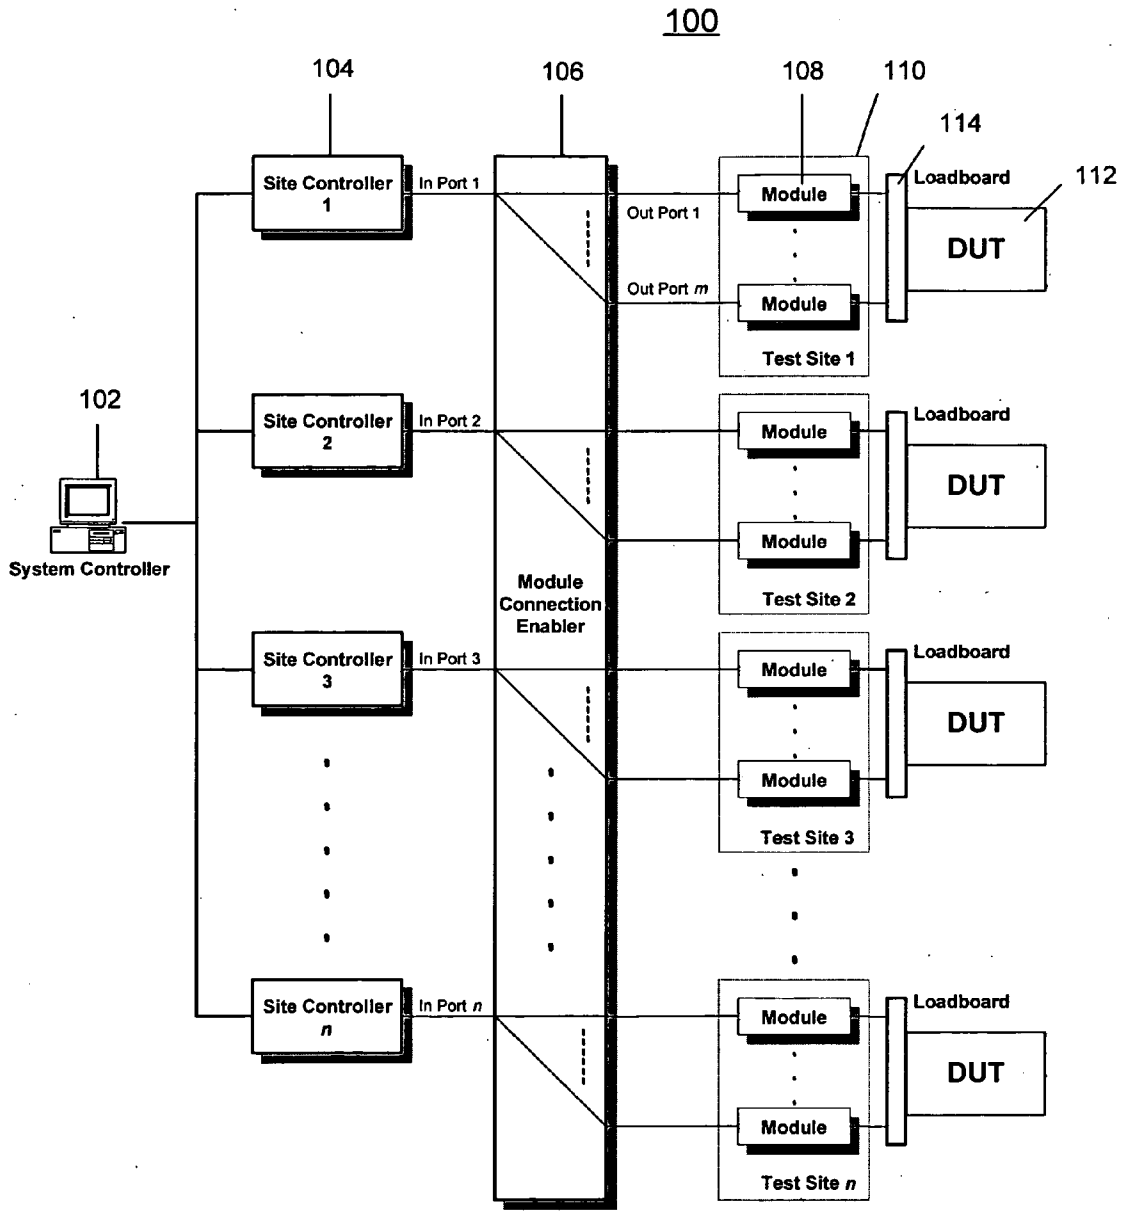 100
104
106
108
110
114
112
Site Controller
1
In Port 1
Out Port 1
Out Port m
Module
Module
Test Site 1
Loadboard
DUT
102
System Controller
Site Controller
2
In Port 2
Module
Module
Test Site 2
Loadboard
DUT
Module
Connection
Enabler
Site Controller
3
In Port 3
Module
Module
Test Site 3
Loadboard
DUT
Site Controller
n
In Port n
Module
Module
Test Site n
Loadboard
DUT